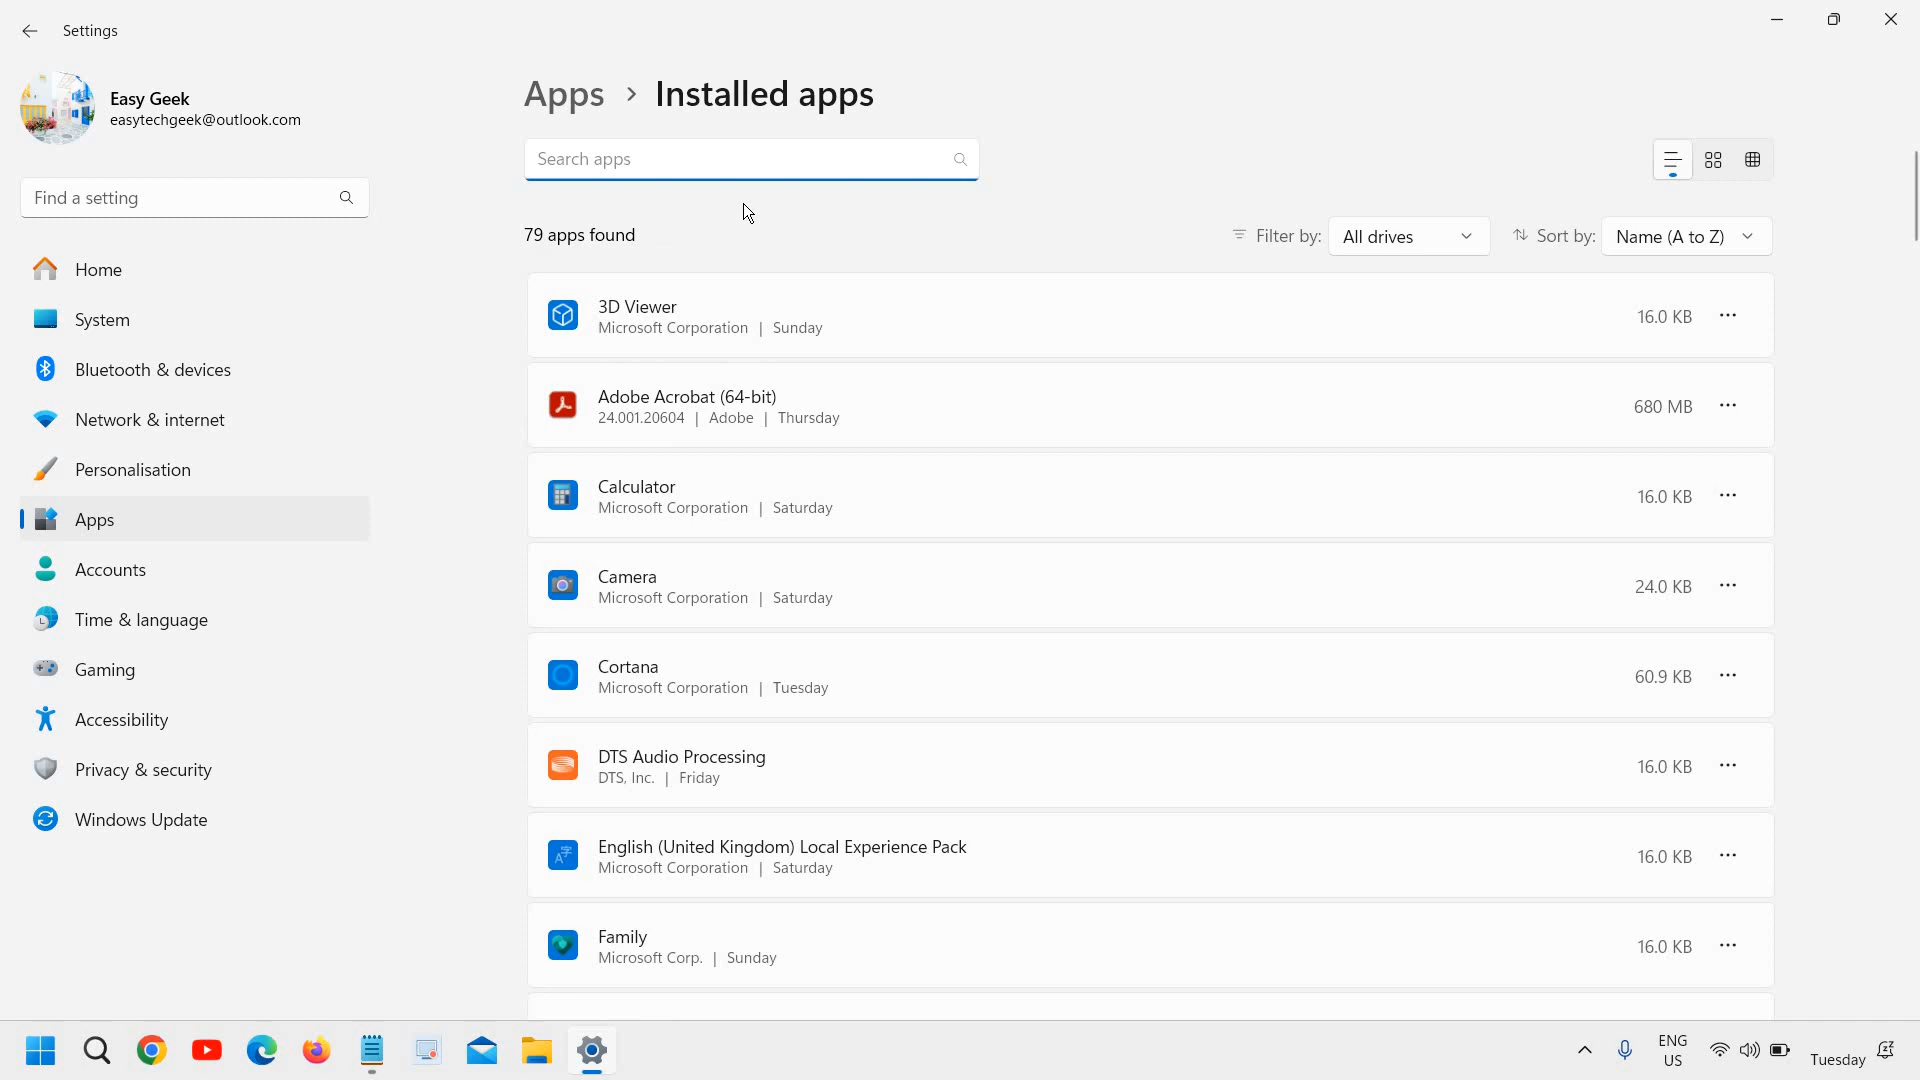 Settings
Easy Geek
easytechgeek@outlook.com
Find a setting
Home
System
Bluetooth & devices
Network & internet
Personalisation
Apps
Accounts
Time & language
Gaming
Accessibility
Privacy & security
Windows Update
Apps > Installed apps
Search apps
79 apps found
Filter by: All drives
Sort by: Name (A to Z)
3D Viewer
Microsoft Corporation | Sunday
16.0 KB
Adobe Acrobat (64-bit)
24.001.20604 | Adobe | Thursday
680 MB
Calculator
Microsoft Corporation | Saturday
16.0 KB
Camera
Microsoft Corporation | Saturday
24.0 KB
Cortana
Microsoft Corporation | Tuesday
60.9 KB
DTS Audio Processing
DTS, Inc. | Friday
16.0 KB
English (United Kingdom) Local Experience Pack
Microsoft Corporation | Saturday
16.0 KB
Family
Microsoft Corp. | Sunday
16.0 KB
ENG
US
Tuesday